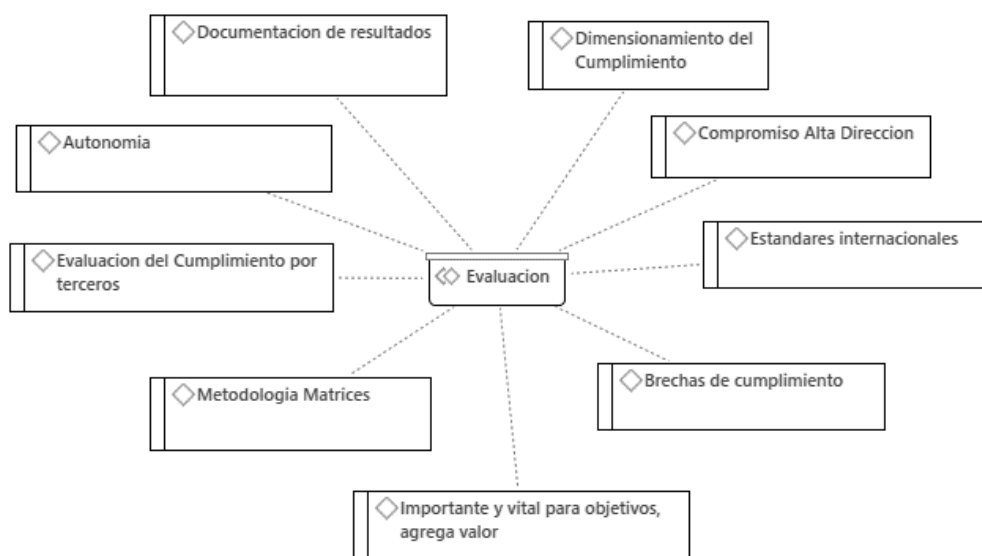 Documentacion de resultados
Dimensionamiento del
Cumplimiento
Autonomia
Compromiso Alta Direccion
Evaluacion del Cumplimiento por
terceros
Estandares internacionales
Evaluacion
Metodologia Matrices
Brechas de cumplimiento
Importante y vital para objetivos,
agrega valor